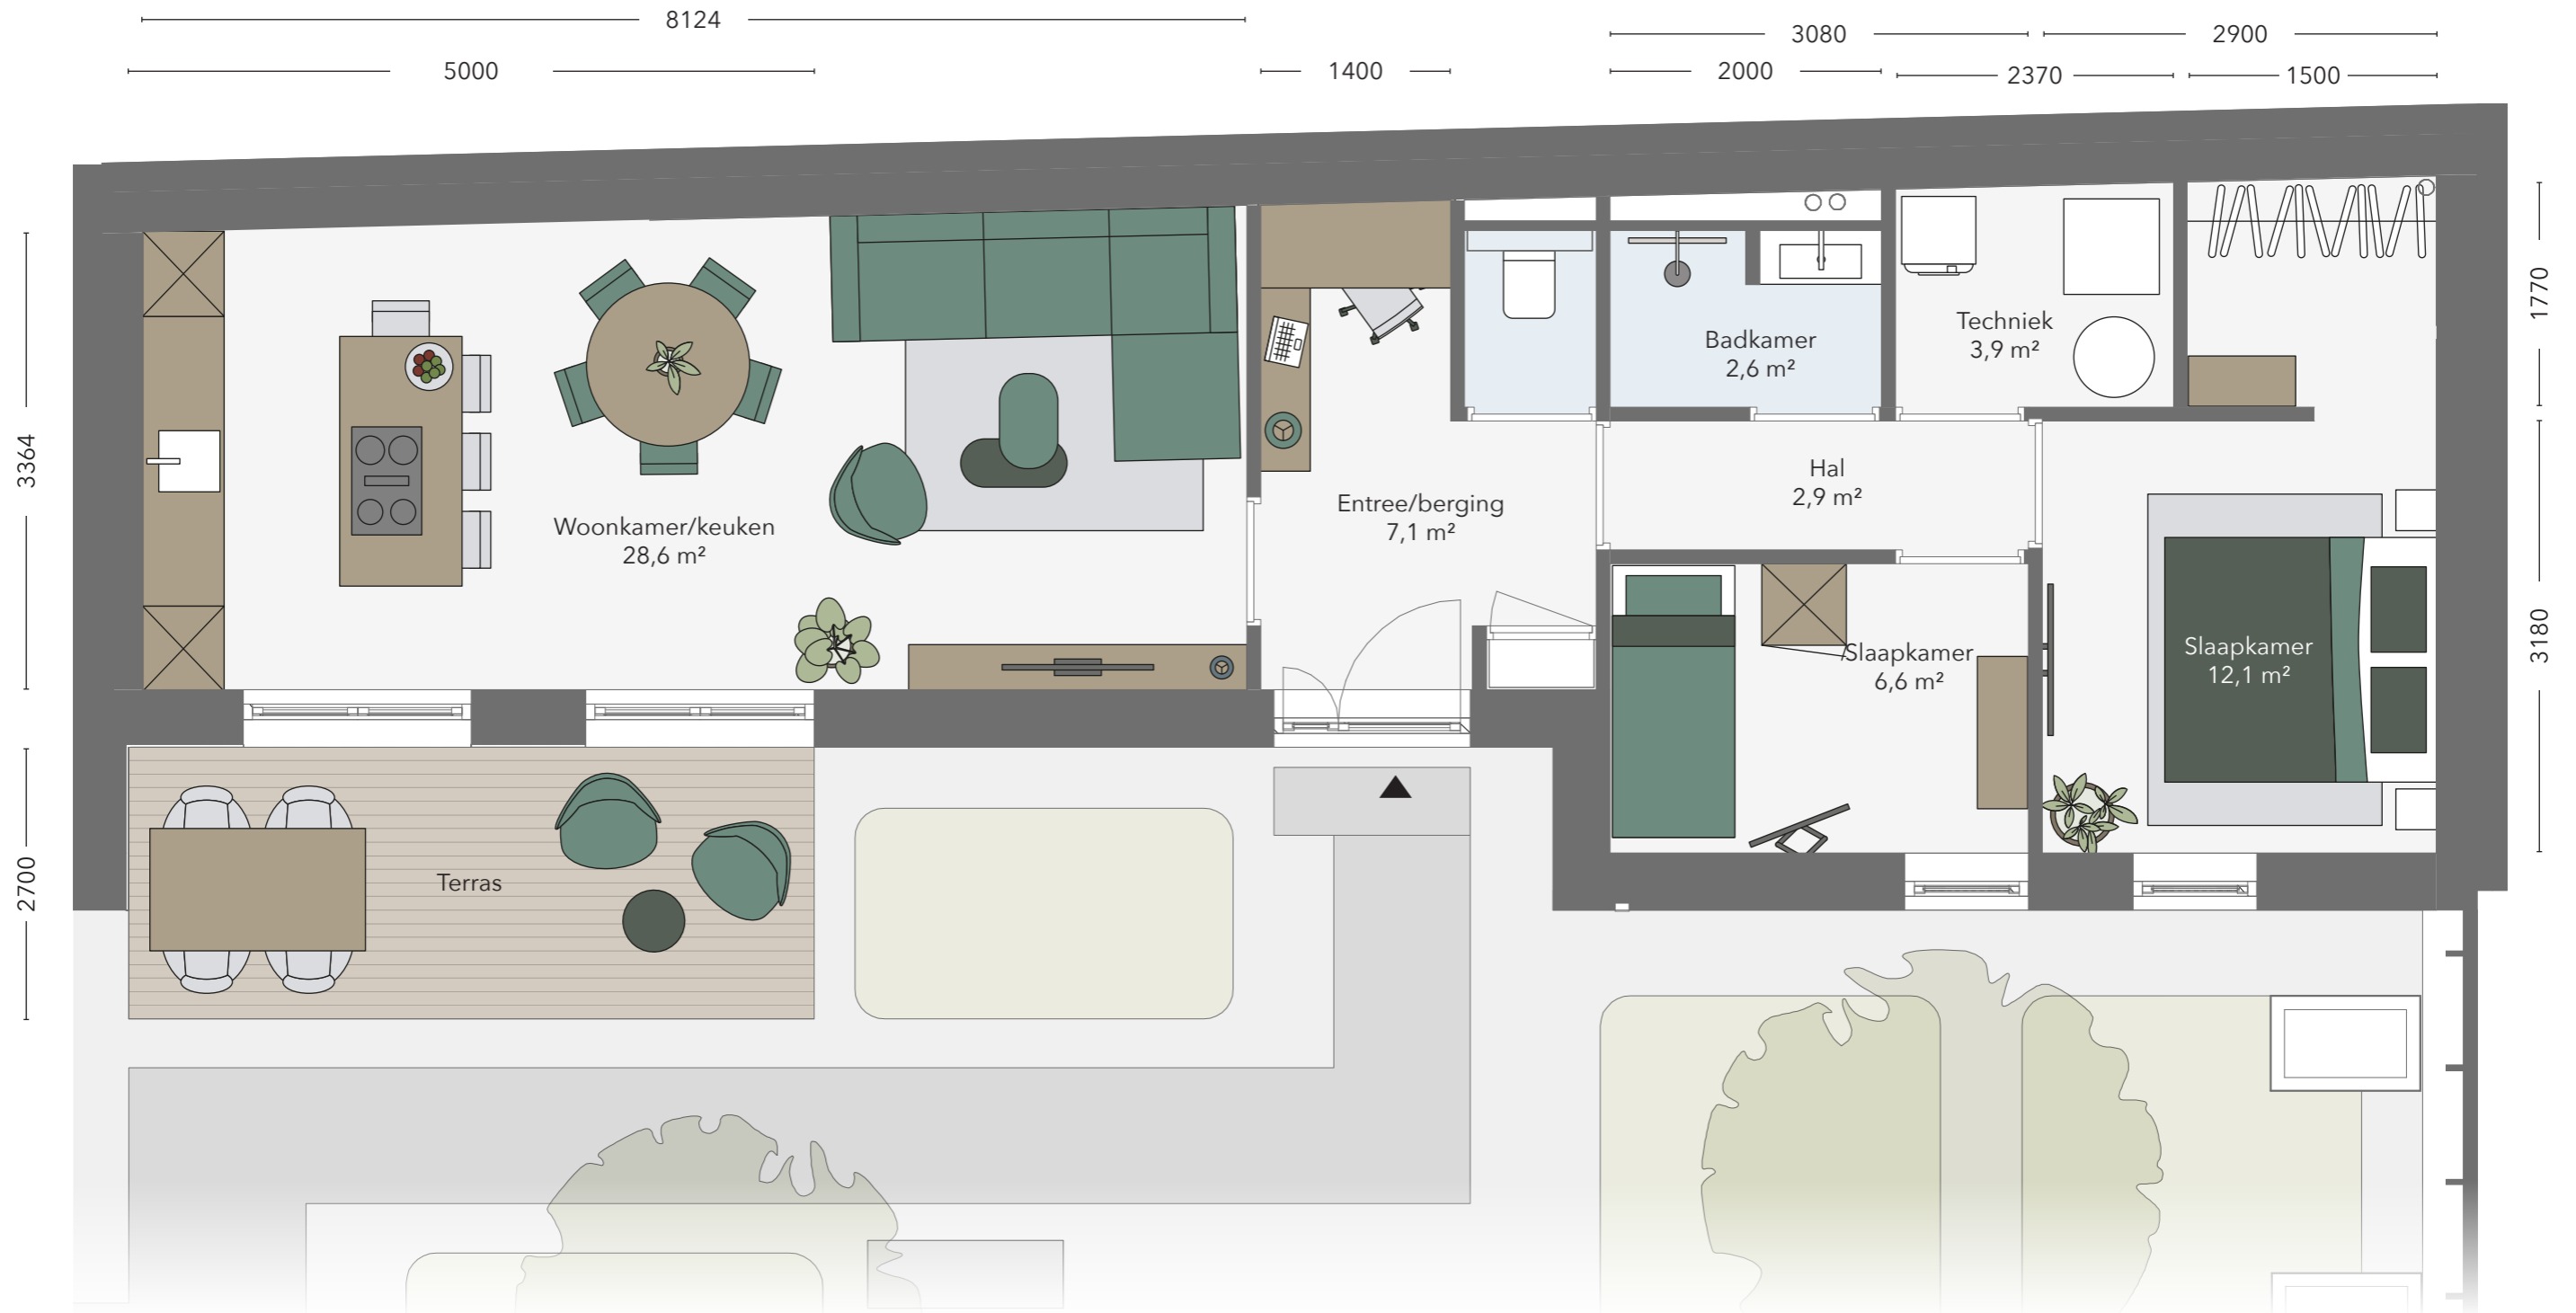 8124
3080
2900
5000
1400
2000
2370
1500
1770
3364
3180
2700
Techniek
3,9 m²
Badkamer
2,6 m²
Hal
2,9 m²
Entree/berging
7,1 m²
Woonkamer/keuken
28,6 m²
Slaapkamer
6,6 m²
Slaapkamer
12,1 m²
Terras